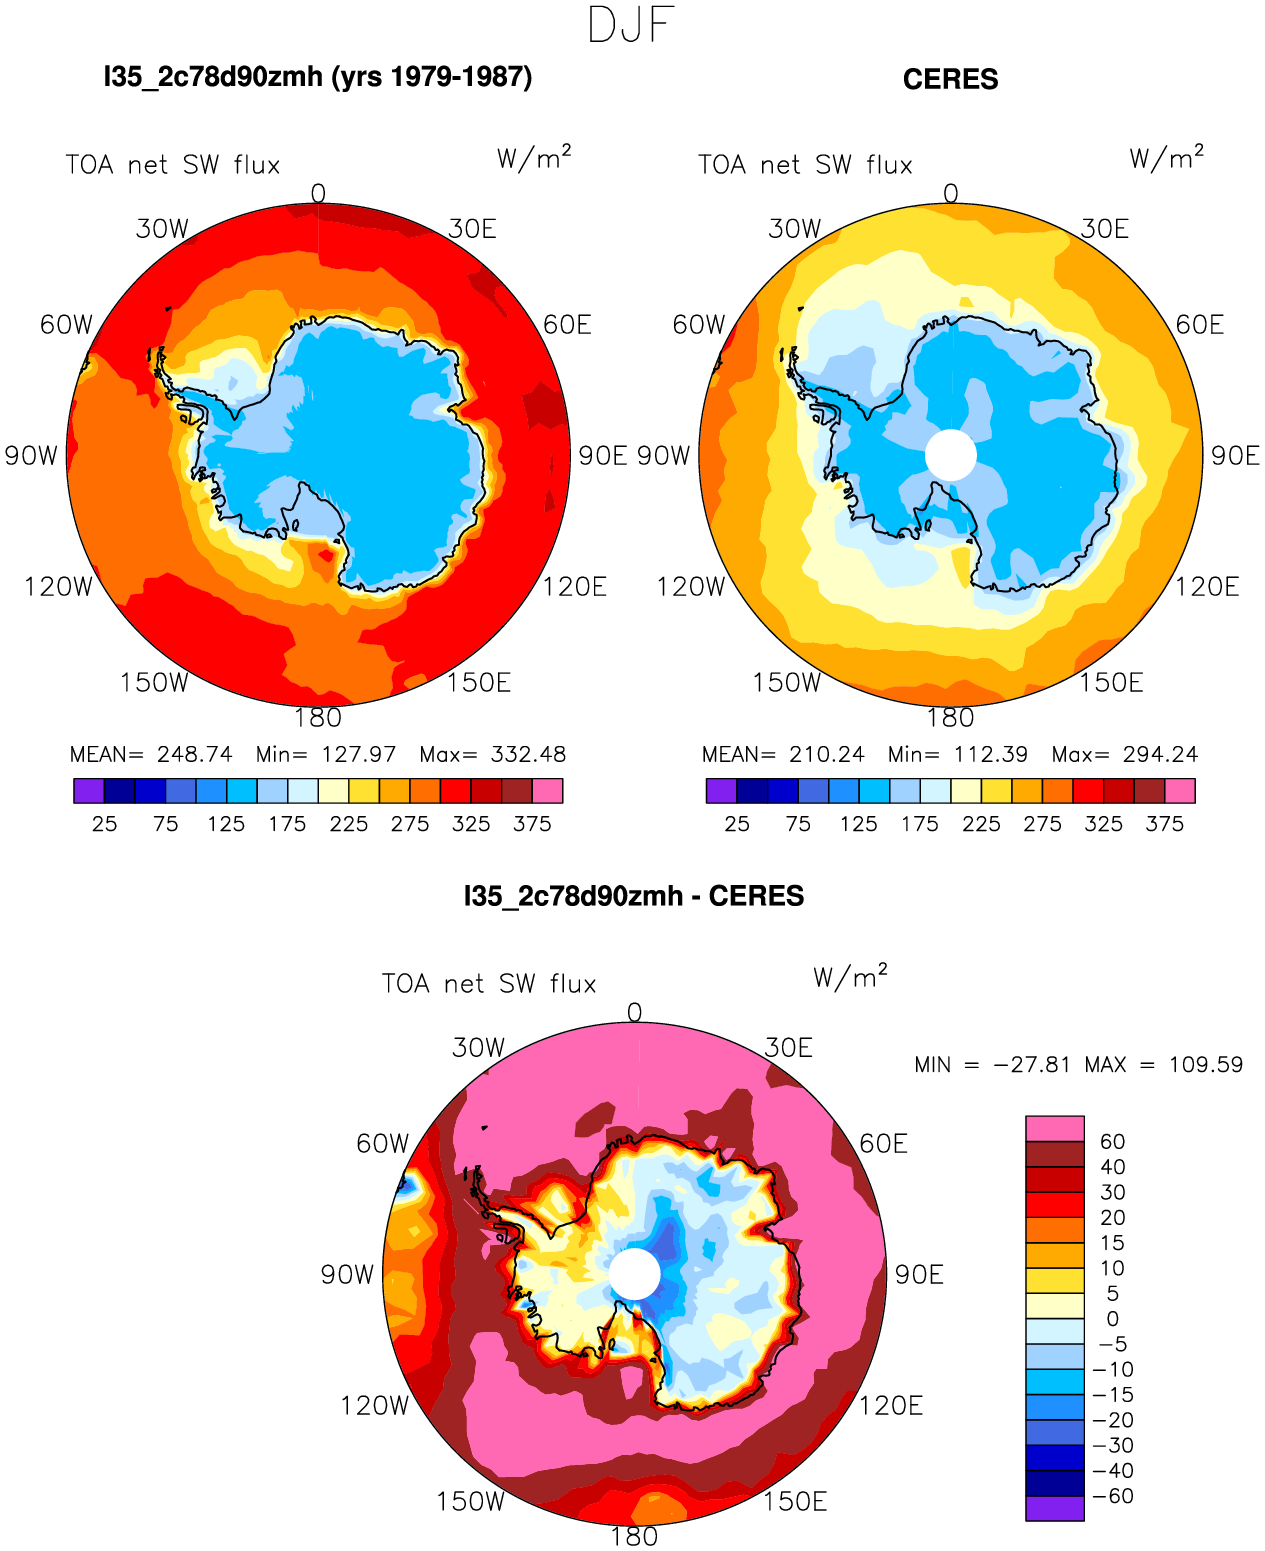 DJF
l35_2c78d90zmh (yrs 1979-1987)
CERES
TOA net SW flux W/m2
TOA net SW flux W/m2
0
30W 30E
60W 60E
90W 90E
120W 120E
150W 150E
180
0
30W 30E
60W 60E
90W 90E
120W 120E
150W 150E
180
MEAN= 248.74 Min= 127.97 Max= 332.48
25 75 125 175 225 275 325 375
MEAN= 210.24 Min= 112.39 Max= 294.24
25 75 125 175 225 275 325 375
l35_2c78d90zmh - CERES
TOA net SW flux W/m2
0
30W 30E
60W 60E
90W 90E
120W 120E
150W 150E
180
MIN = −27.81 MAX = 109.59
60
40
30
20
15
10
5
0
−5
−10
−15
−20
−30
−40
−60